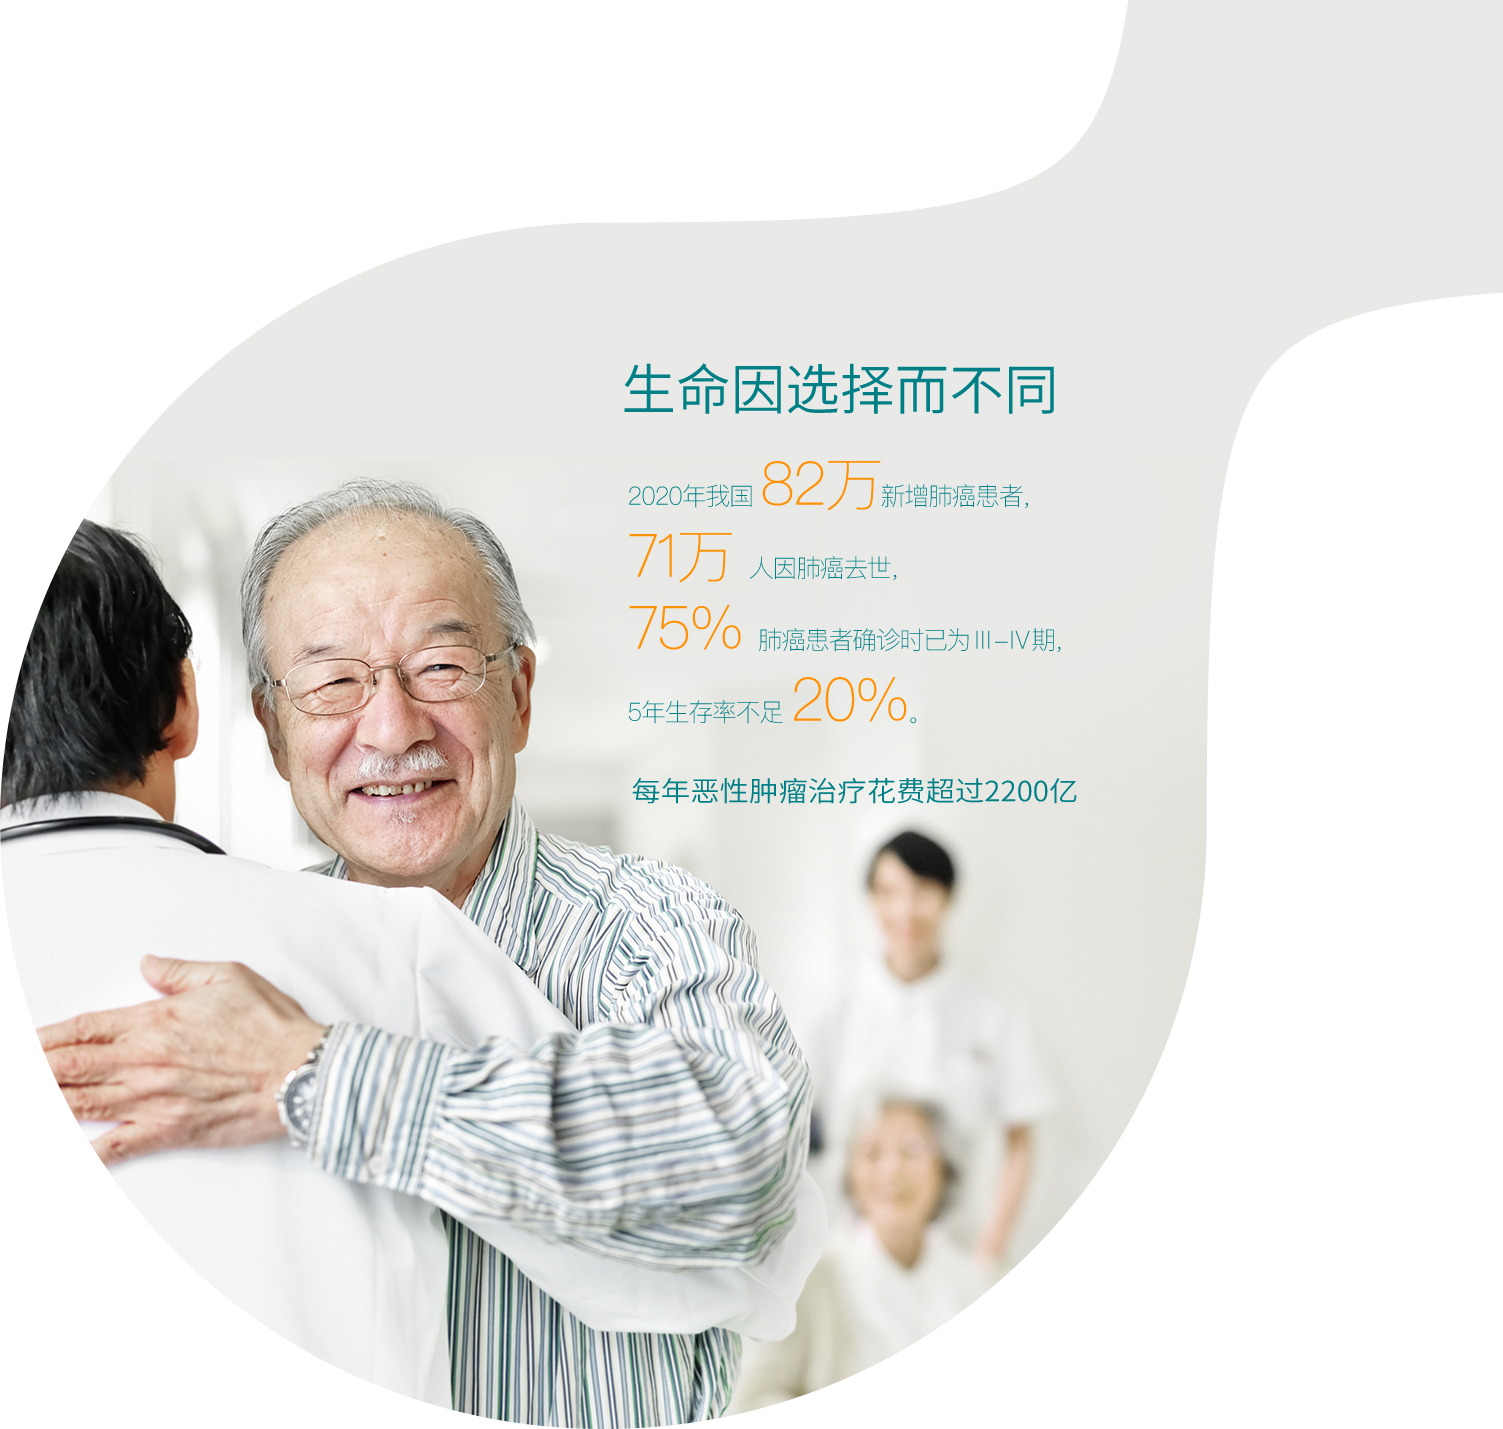 生命因选择而不同
2020年我国 82万新增肺癌患者,
71万 人因肺癌去世,
75% 肺癌患者确诊时已为Ⅲ–Ⅳ期,
5年生存率不足 20%。
每年恶性肿瘤治疗花费超过2200亿